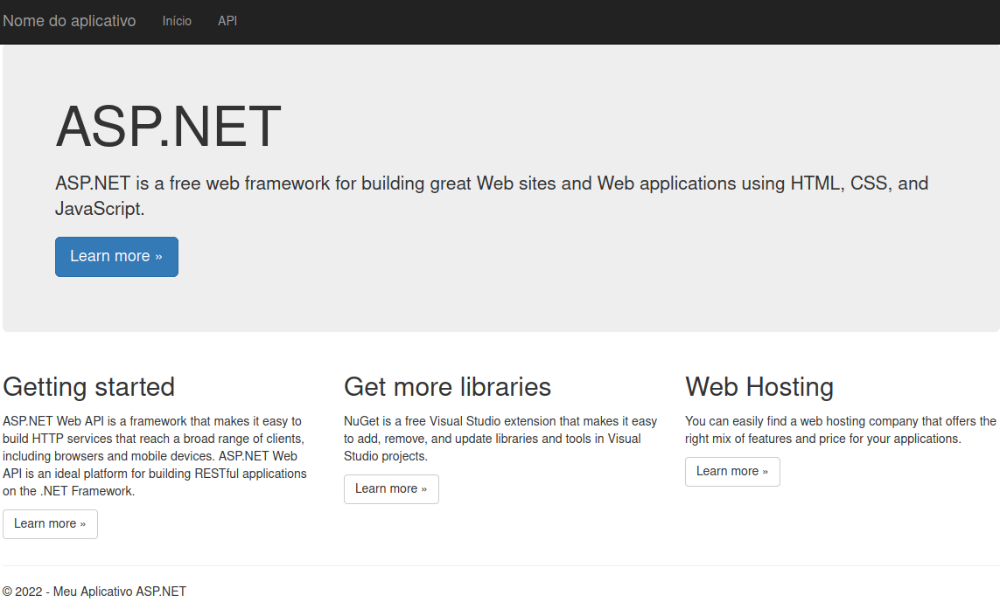 Nome do aplicativo Início API
ASP.NET
ASP.NET is a free web framework for building great Web sites and Web applications using HTML, CSS, and
JavaScript.
Learn more »
Getting started
ASP.NET Web API is a framework that makes it easy to
build HTTP services that reach a broad range of clients,
including browsers and mobile devices. ASP.NET Web
API is an ideal platform for building RESTful applications
on the .NET Framework.
Learn more »
Get more libraries
NuGet is a free Visual Studio extension that makes it easy
to add, remove, and update libraries and tools in Visual
Studio projects.
Learn more »
Web Hosting
You can easily find a web hosting company that offers the
right mix of features and price for your applications.
Learn more »
© 2022 - Meu Aplicativo ASP.NET